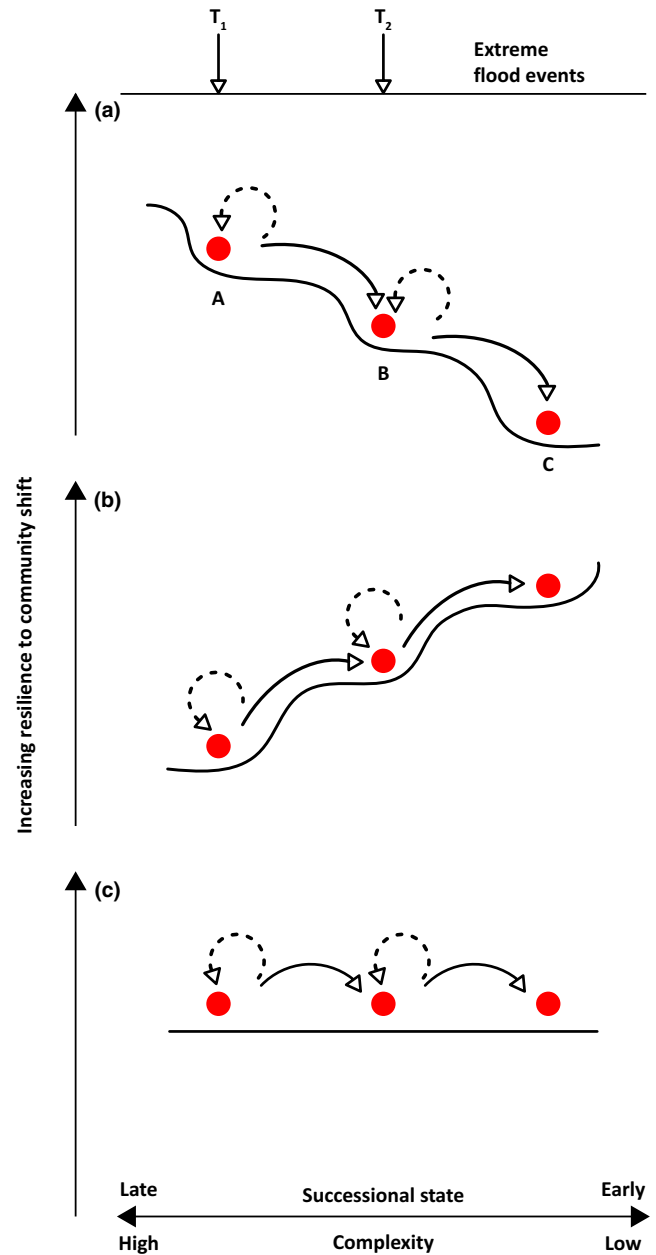 T1
T2
Extreme
flood events
(a)
A
B
C
Increasing resilience to community shift
(b)
(c)
Late
Successional state
Early
High
Complexity
Low